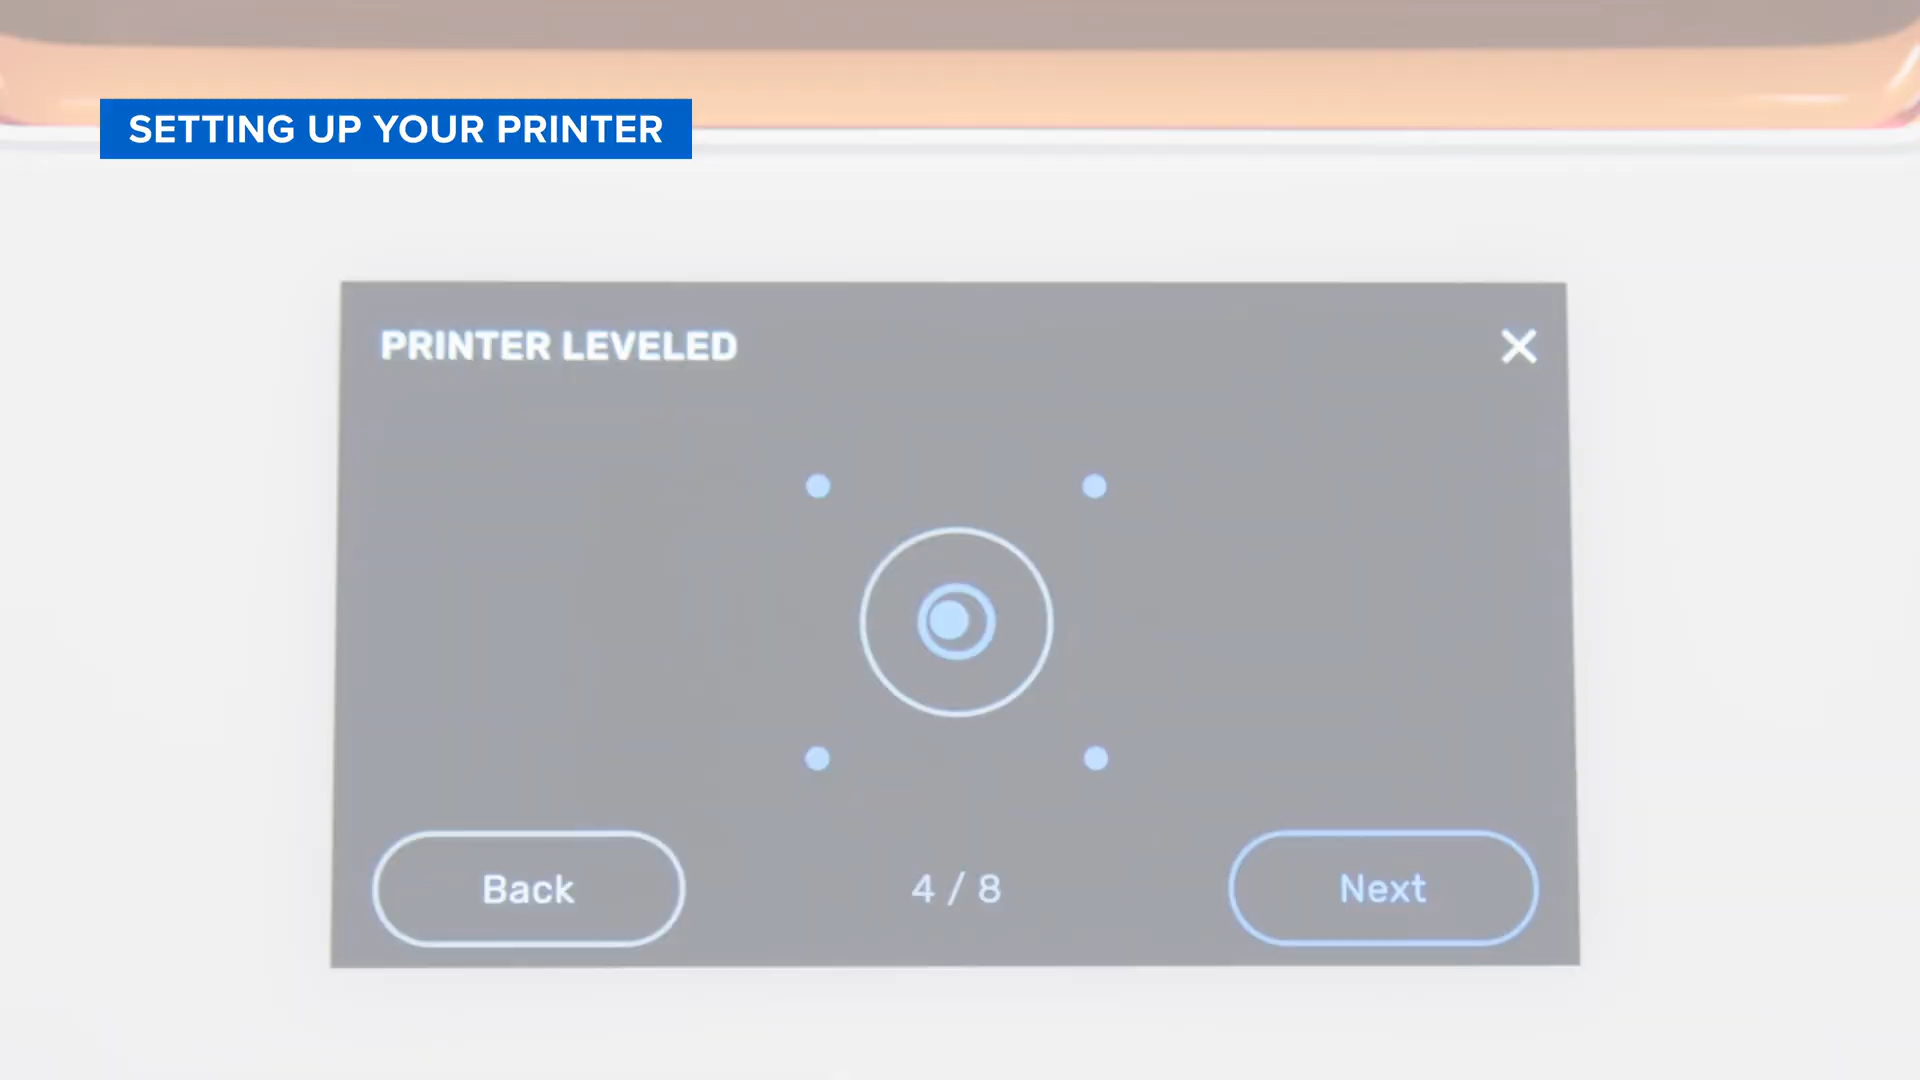 SETTING UP YOUR PRINTER
PRINTER LEVELED
Back
4 / 8
Next